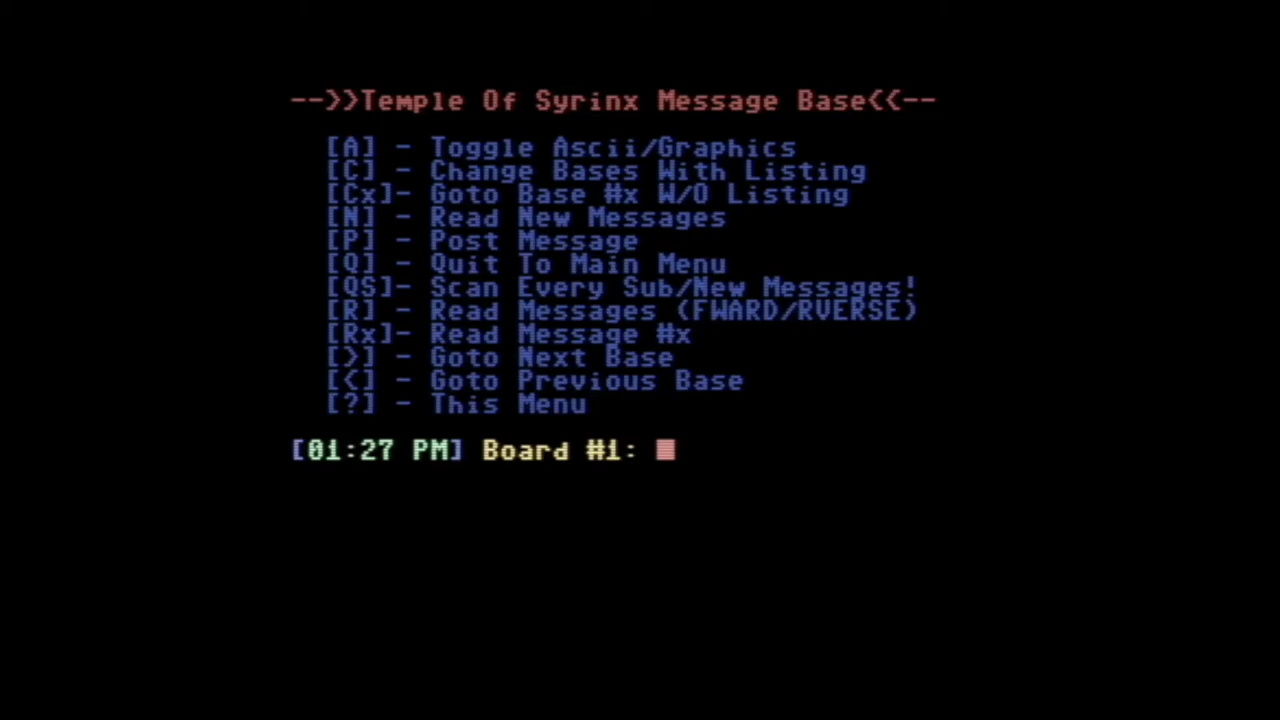 -->>Temple Of Syrinx Message Base<<--
[A] - Toggle Ascii/Graphics
[C] - Change Bases With Listing
[Cx]- Goto Base #x W/O Listing
[N] - Read New Messages
[P] - Post Message
[Q] - Quit To Main Menu
[QS]- Scan Every Sub/New Messages!
[R] - Read Messages (FWARD/RVERSE)
[Rx]- Read Message #x
[>] - Goto Next Base
[<] - Goto Previous Base
[?] - This Menu
[01:27 PM] Board #1: